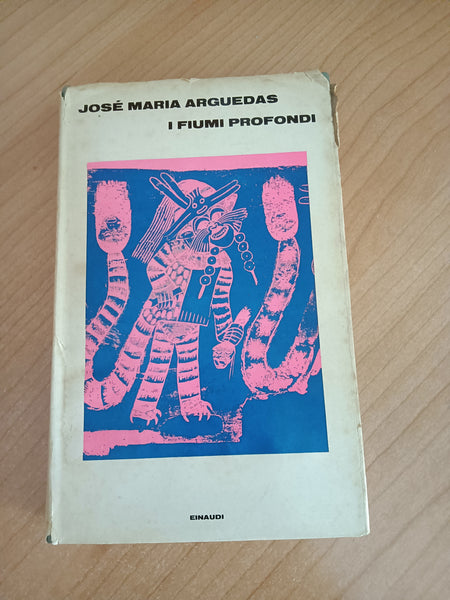 JOSÉ MARIA ARGUEDAS
I FIUMI PROFONDI
EINAUDI